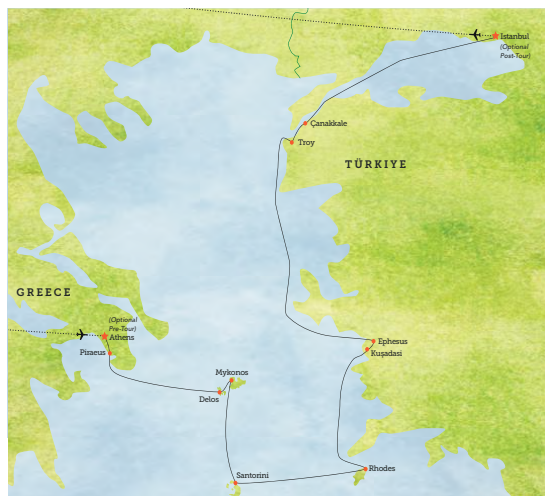 Istanbul
(Optional
Post-Tour)
Çanakkale
Troy
TÜRKIYE
GREECE
(Optional
Pre-Tour)
Athens
Piraeus
Ephesus
Kuşadasi
Mykonos
Delos
Rhodes
Santorini